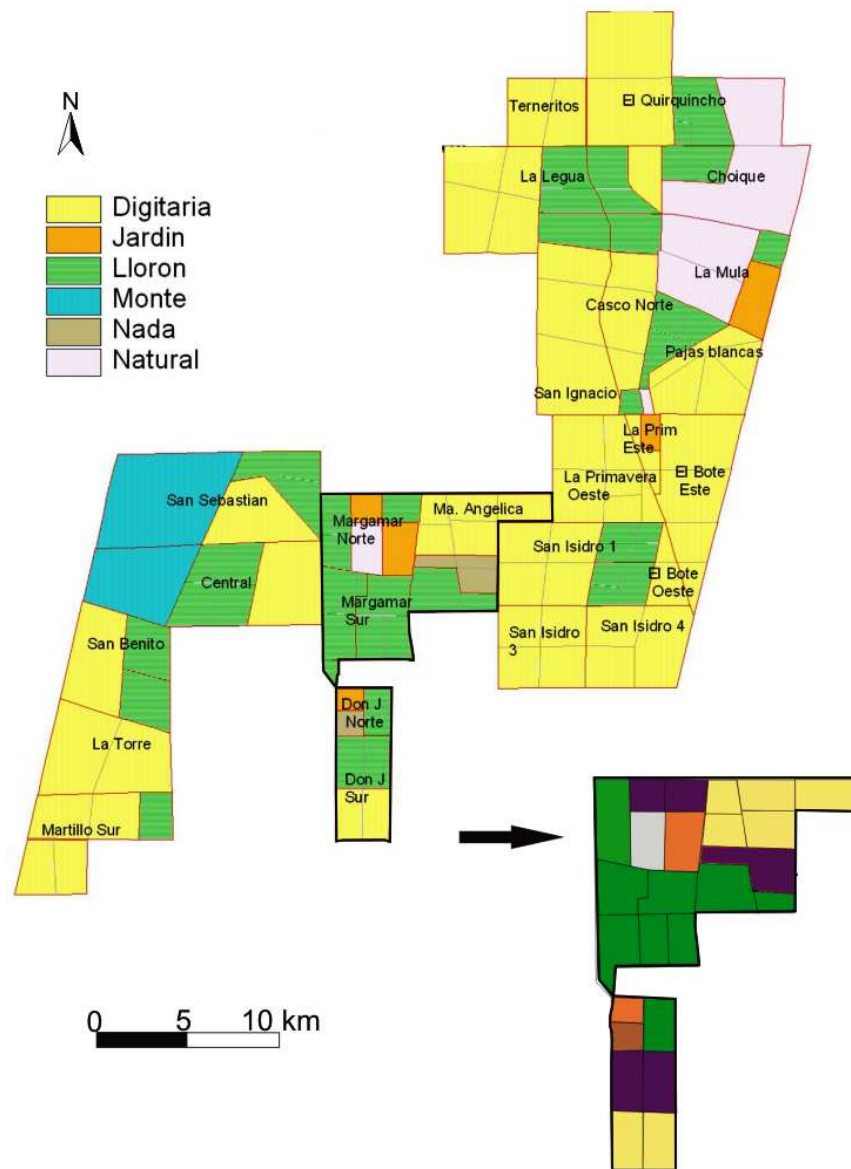 N
Digitaria
Jardin
Lloron
Monte
Nada
Natural
Terneritos
El Quirquincho
La Legua
Choique
La Mula
Casco Norte
Pajas blancas
San Ignacio
La Prim
Este
La Primavera
Oeste
El Bote
Este
San Sebastian
Margamar
Norte
Ma. Angelica
San Isidro 1
Central
El Bote
Oeste
Margamar
Sur
San Isidro
3
San Isidro 4
San Benito
Don J
Norte
La Torre
Don J
Sur
Martillo Sur
0 5 10 km